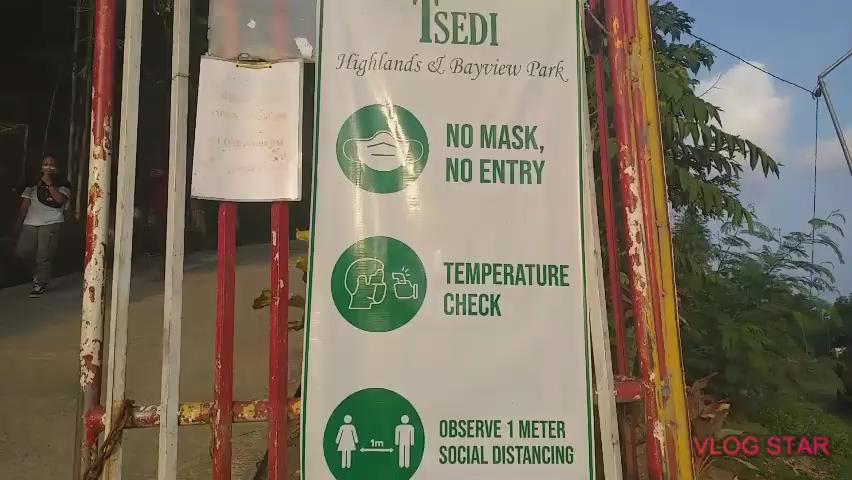 TSEDI
Highlands & Bayview Park
NO MASK,
NO ENTRY
TEMPERATURE
CHECK
1m
OBSERVE 1 METER
SOCIAL DISTANCING
VLOG STAR